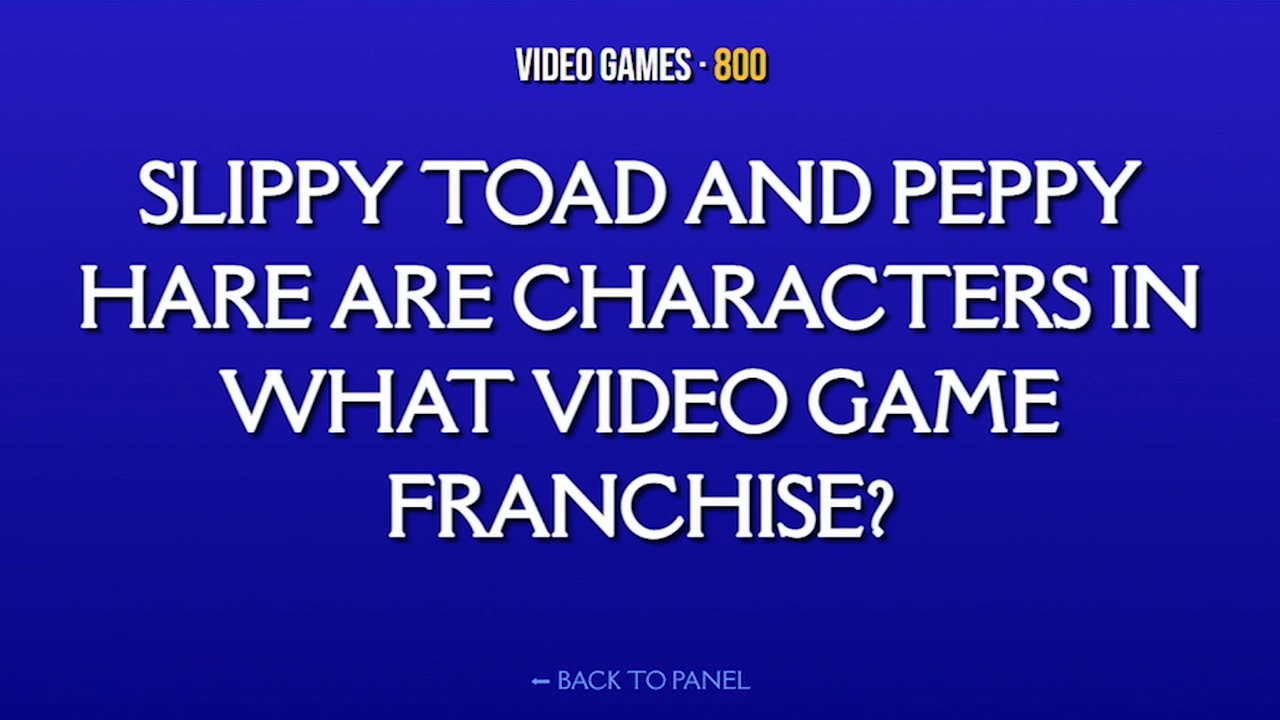 VIDEO GAMES · 800
SLIPPY TOAD AND PEPPY
HARE ARE CHARACTERS IN
WHAT VIDEO GAME
FRANCHISE?
← BACK TO PANEL